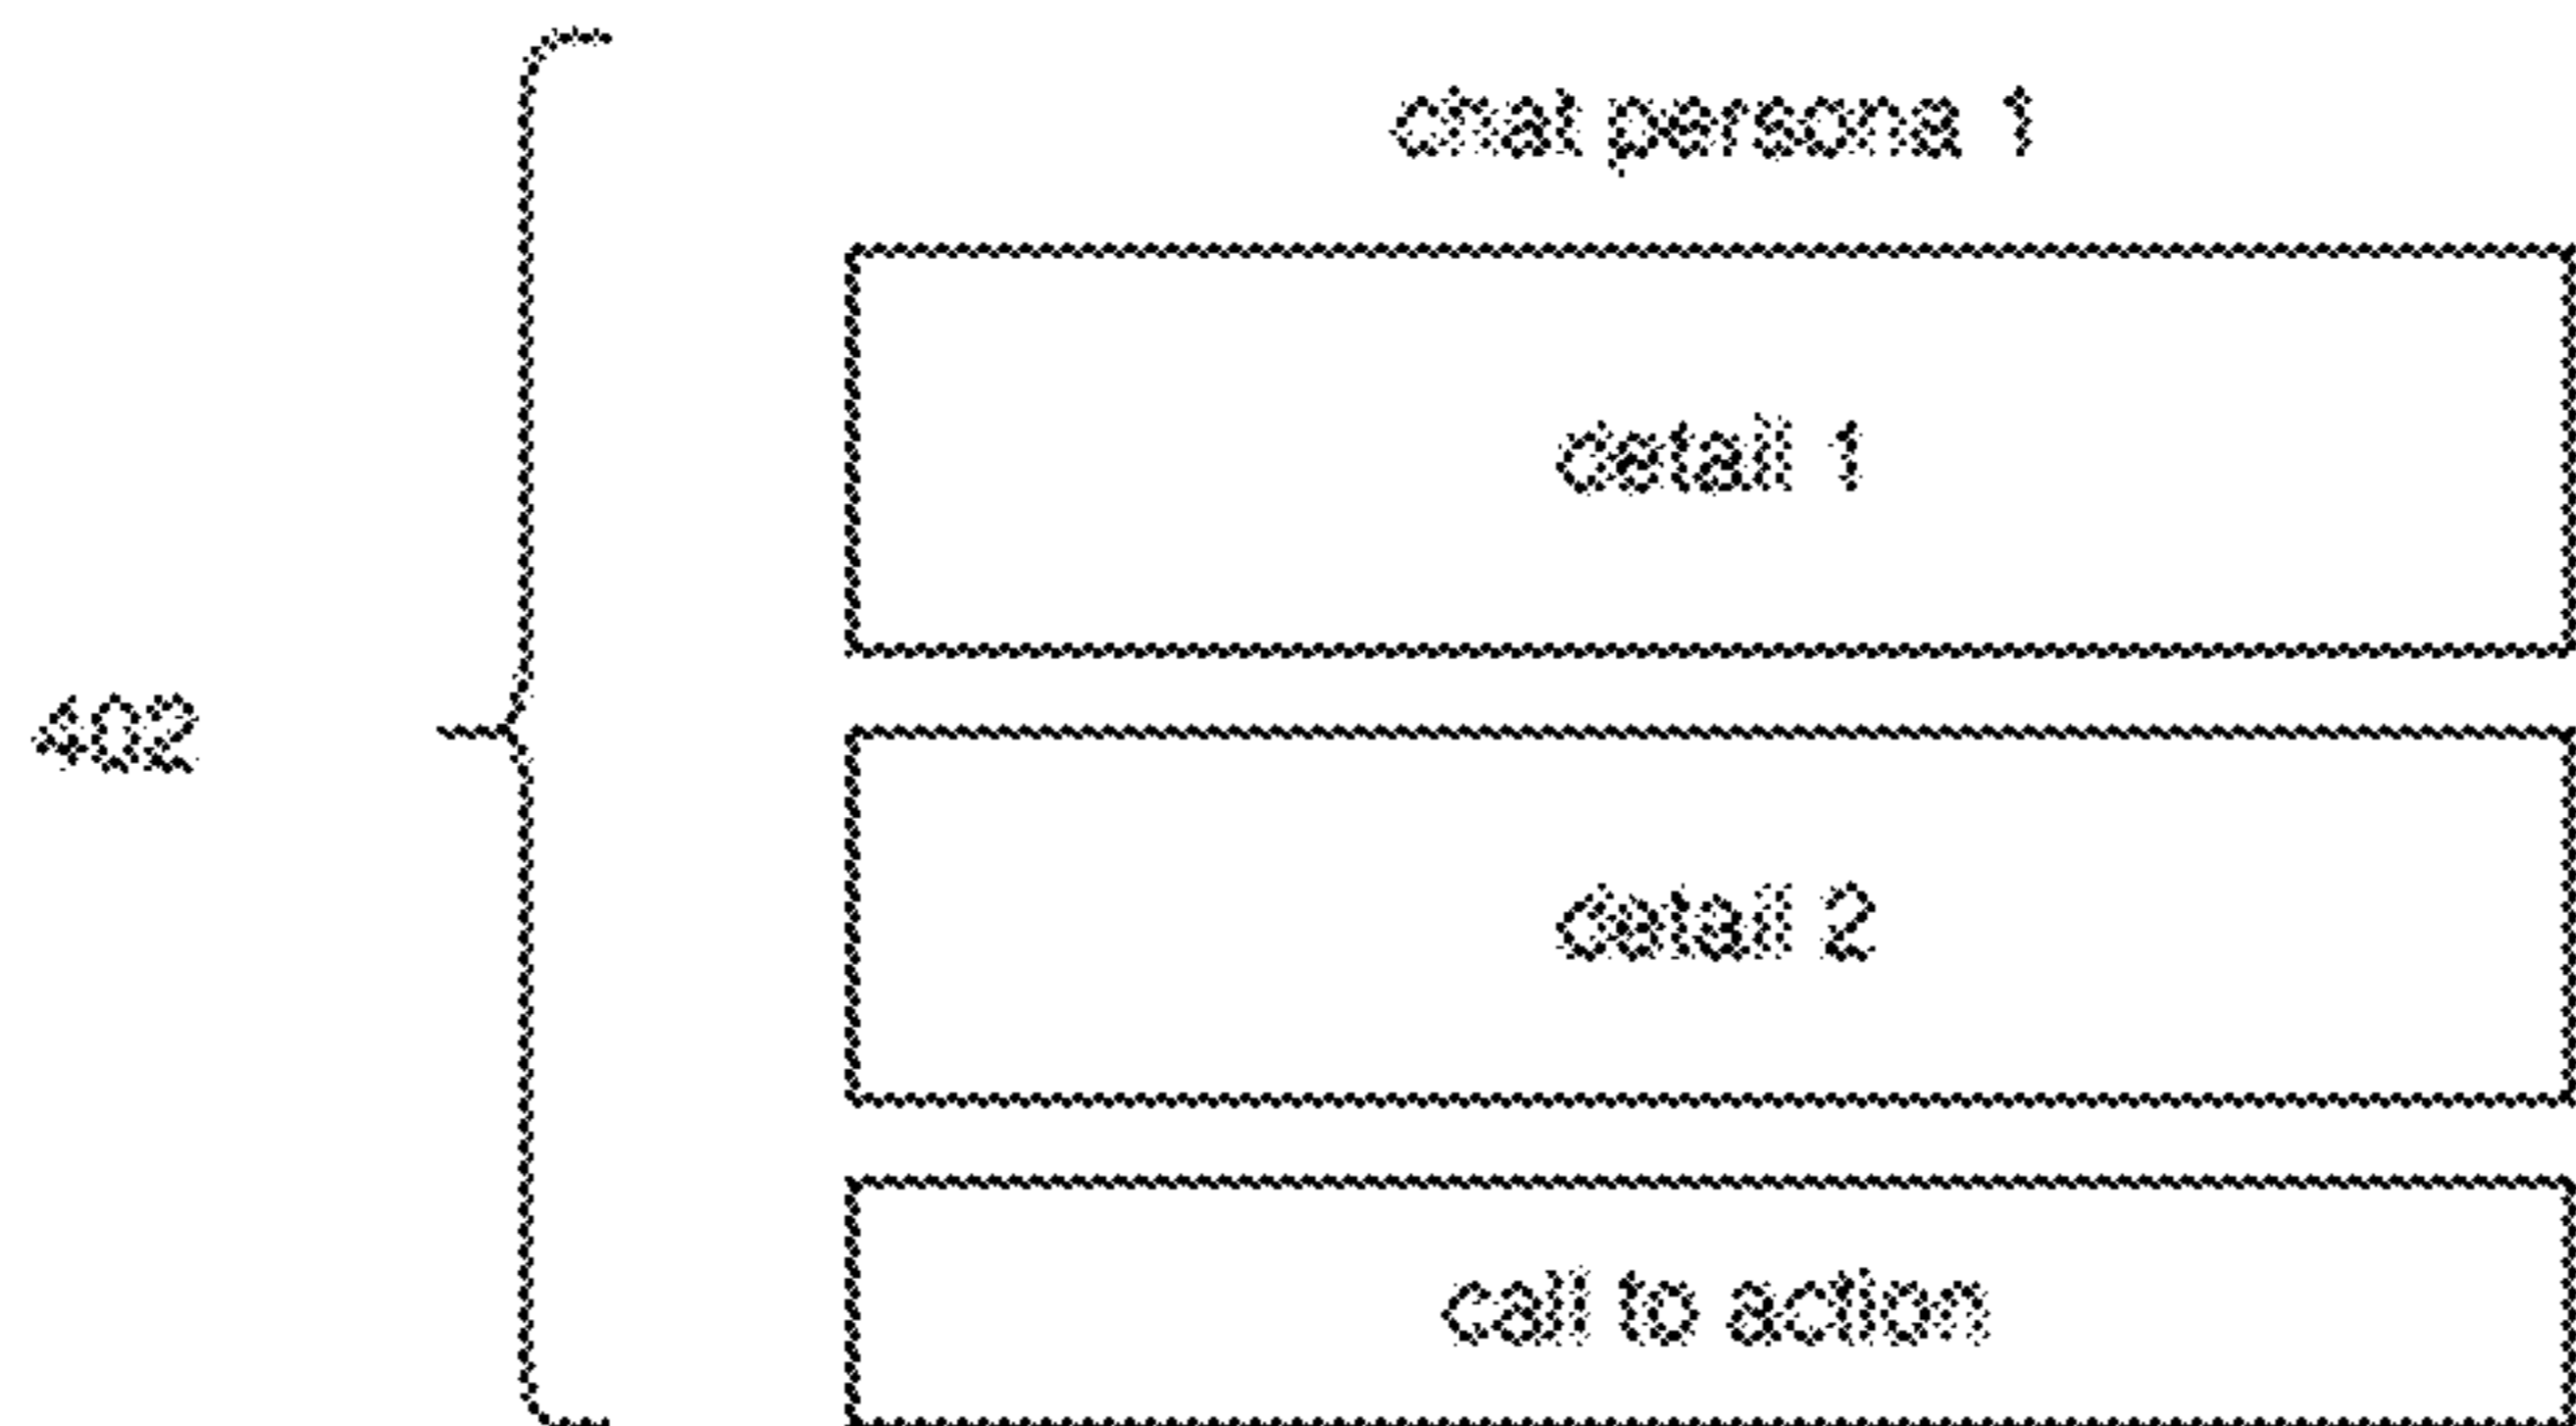 chat persona 1
detail 1
402
detail 2
call to action